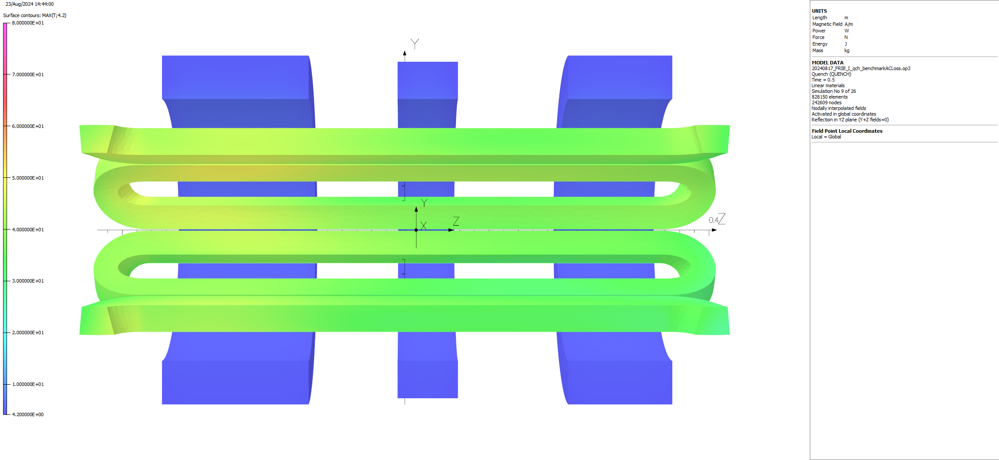 23/Aug/2024 14:44:00
Surface contours: MAX(T;4.2)
8.000000E+01
7.000000E+01
6.000000E+01
5.000000E+01
4.000000E+01
3.000000E+01
2.000000E+01
1.000000E+01
4.200000E+00
Y
Y
Z
X
0.4 Z
UNITS
Length m
Magnetic Field A/m
Power W
Force N
Energy J
Mass kg
MODEL DATA
20240817_FRIB_I_qch_benchmarkACLoss.op3
Quench (QUENCH)
Time = 0.5
Linear materials
Simulation No 9 of 26
828150 elements
242609 nodes
Nodally interpolated fields
Activated in global coordinates
Reflection in YZ plane (Y+Z fields=0)
Field Point Local Coordinates
Local = Global